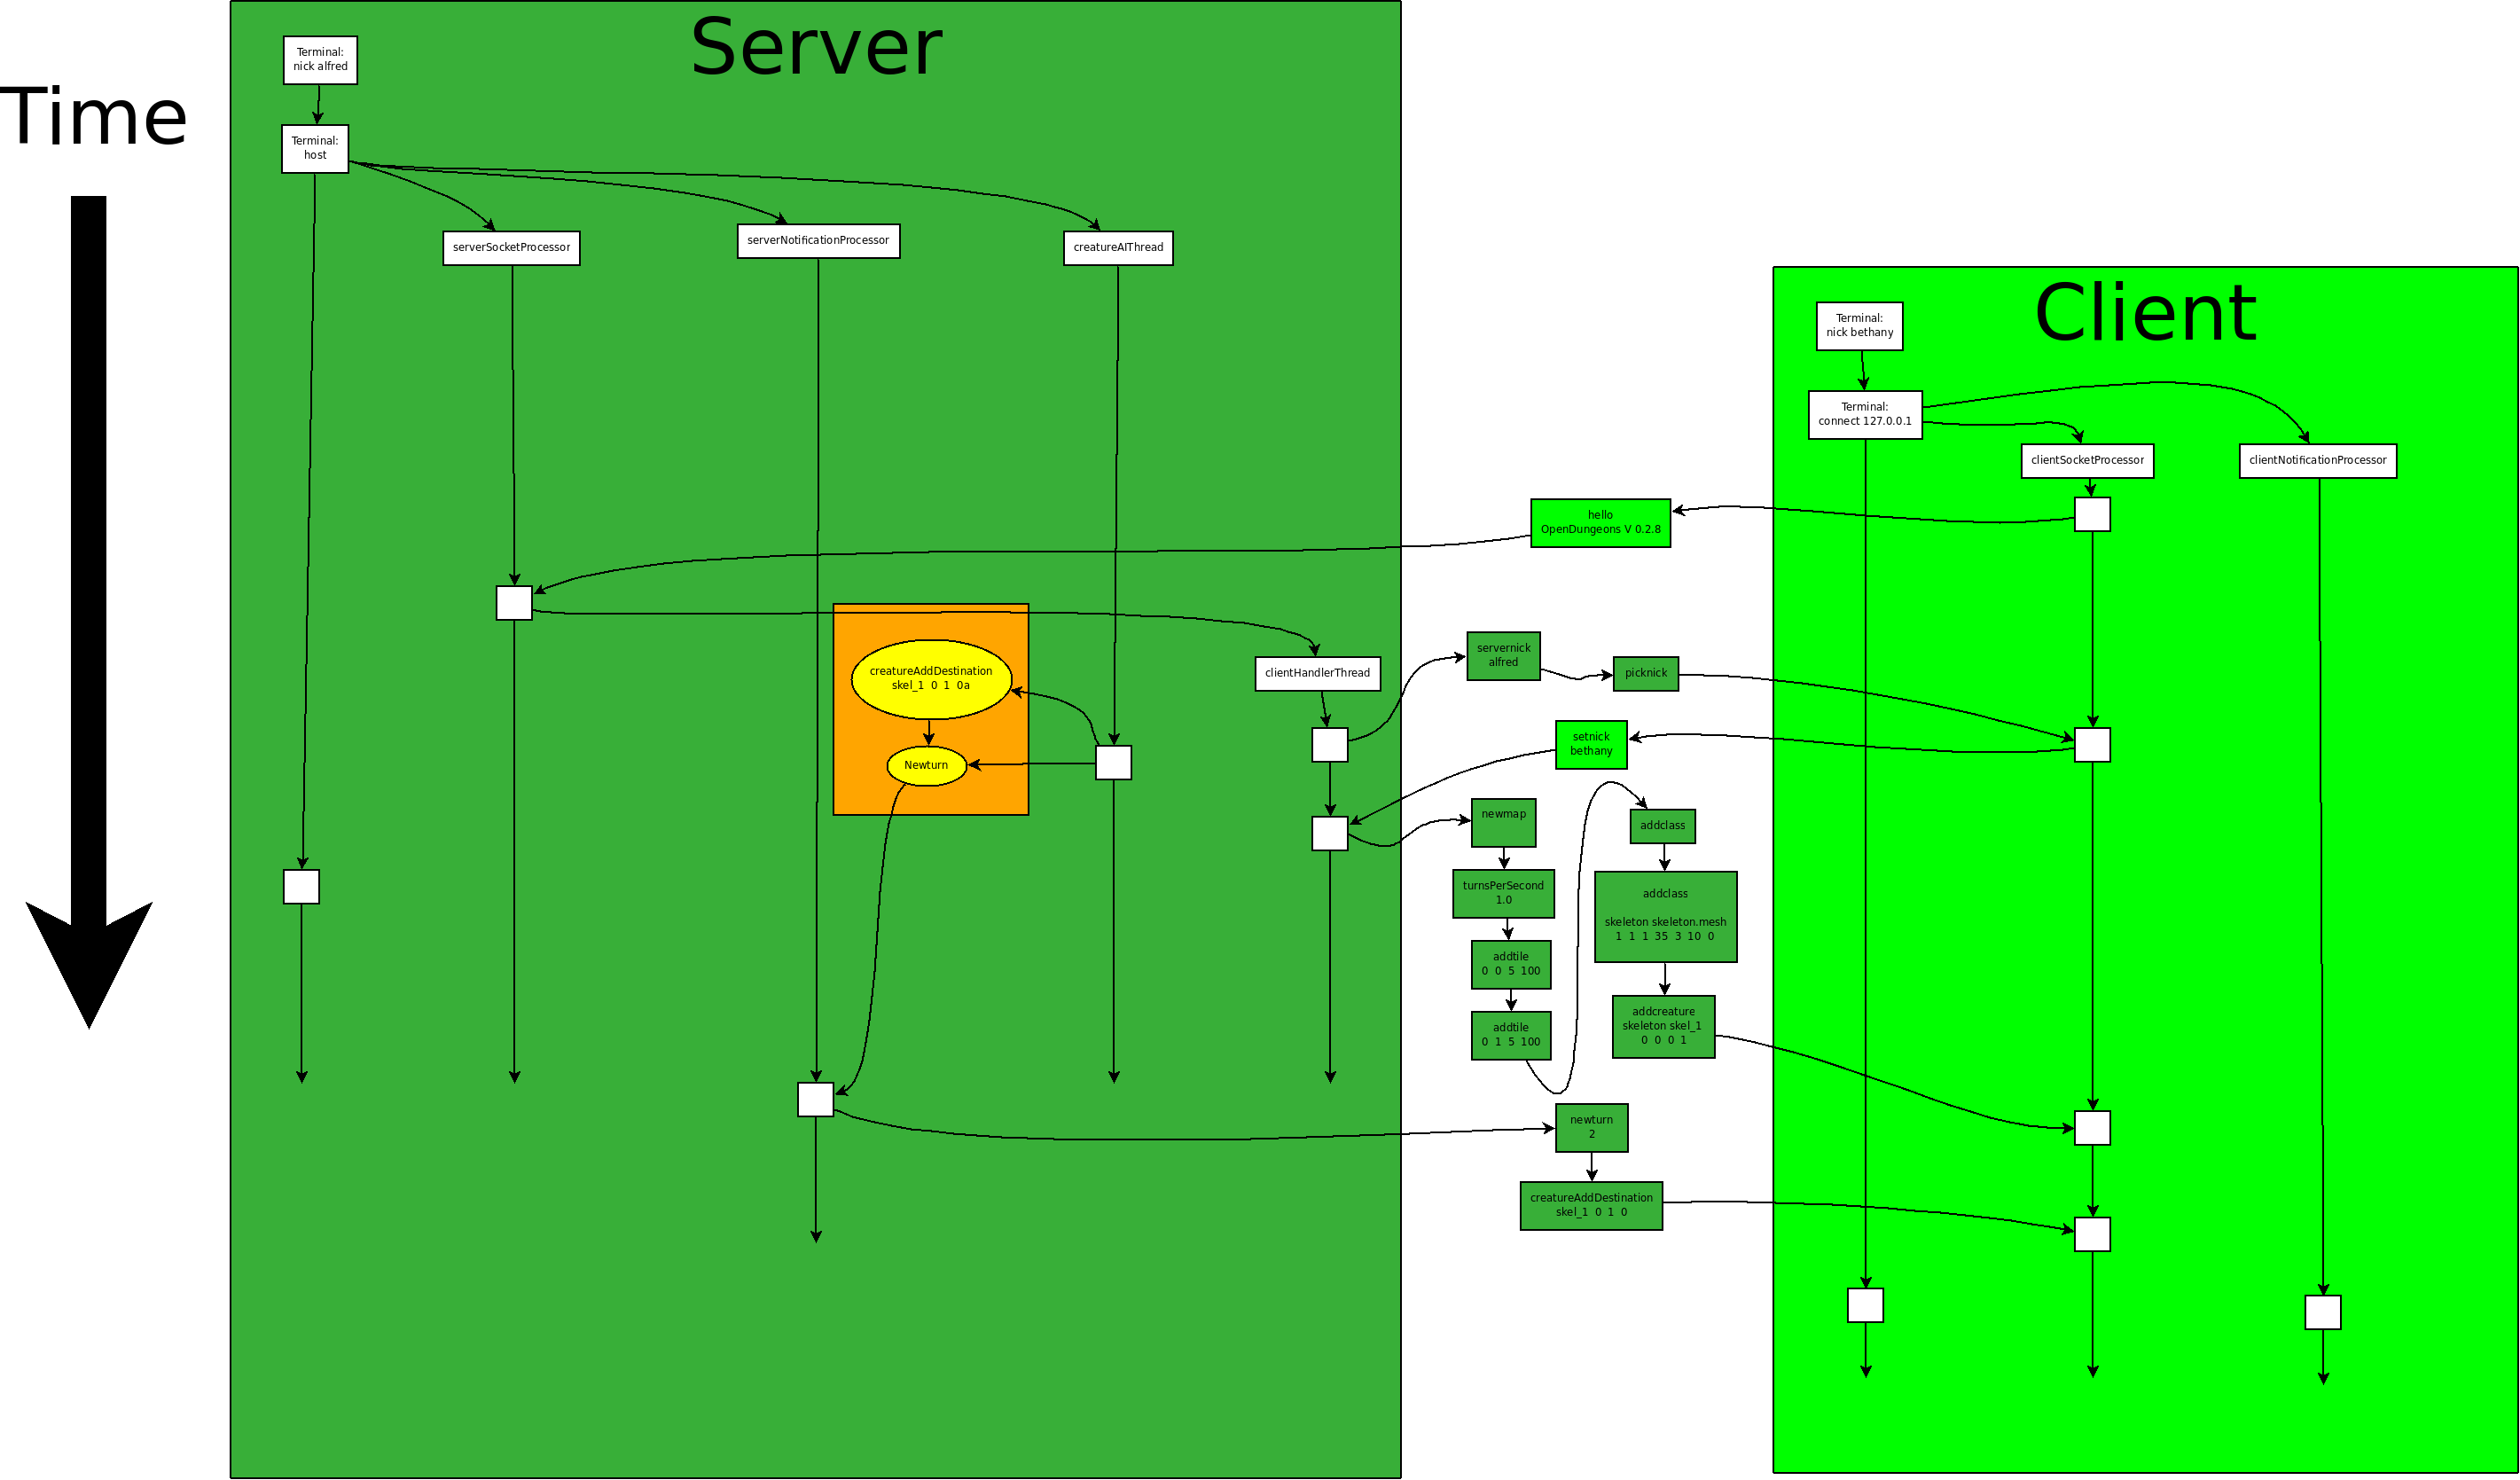 Server
Time
Terminal:
nick alfred
Terminal:
host
serverSocketProcessor
serverNotificationProcessor
creatureAIThread
Client
Terminal:
nick bethany
Terminal:
connect 127.0.0.1
clientSocketProcessor
clientNotificationProcessor
hello
OpenDungeons V 0.2.8
creatureAddDestination
skel_1 0 1 0a
Newturn
clientHandlerThread
servernick
alfred
picknick
setnick
bethany
newmap
turnsPerSecond
1.0
addtile
0 0 5 100
addtile
0 1 5 100
addclass
addclass
skeleton skeleton.mesh
1 1 1 35 3 10 0
addcreature
skeleton skel_1
0 0 0 1
newturn
2
creatureAddDestination
skel_1 0 1 0